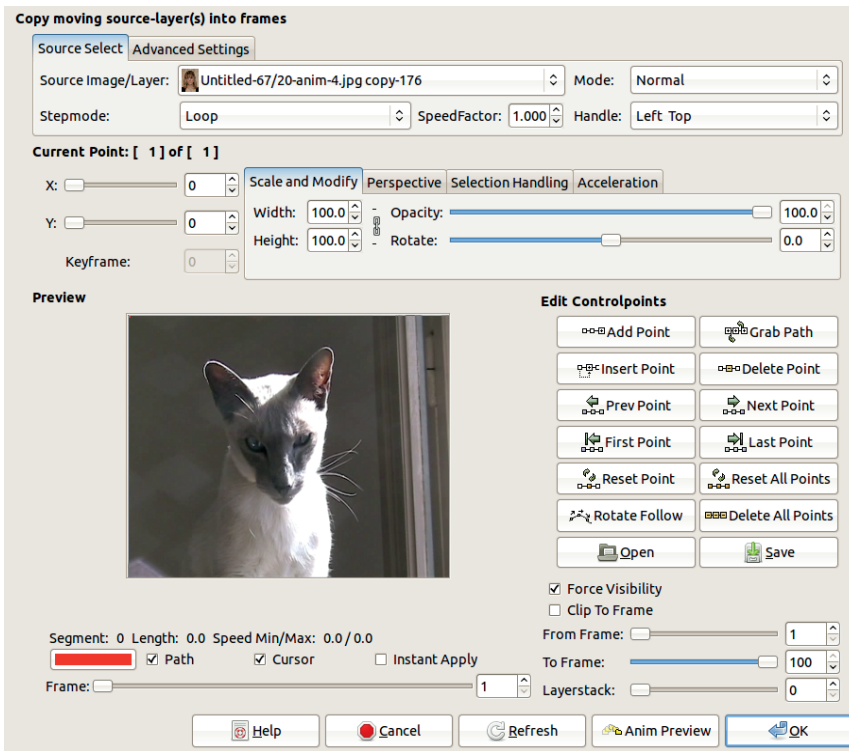 Copy moving source-layer(s) into frames
Source Select Advanced Settings
Source Image/Layer: Untitled-67/20-anim-4.jpg copy-176 Mode: Normal
Stepmode: Loop SpeedFactor: 1.000 Handle: Left Top
Current Point: [ 1 ] of [ 1 ]
X: 0
Y: 0
Keyframe: 0
Scale and Modify Perspective Selection Handling Acceleration
Width: 100.0 Opacity: 100.0
Height: 100.0 Rotate: 0.0
Preview
Edit Controlpoints
Add Point Grab Path
Insert Point Delete Point
Prev Point Next Point
First Point Last Point
Reset Point Reset All Points
Rotate Follow Delete All Points
Open Save
Force Visibility
Clip To Frame
From Frame: 1
To Frame: 100
Layerstack: 0
Segment: 0 Length: 0.0 Speed Min/Max: 0.0/0.0
Path Cursor Instant Apply
Frame: 1
Help Cancel Refresh Anim Preview OK